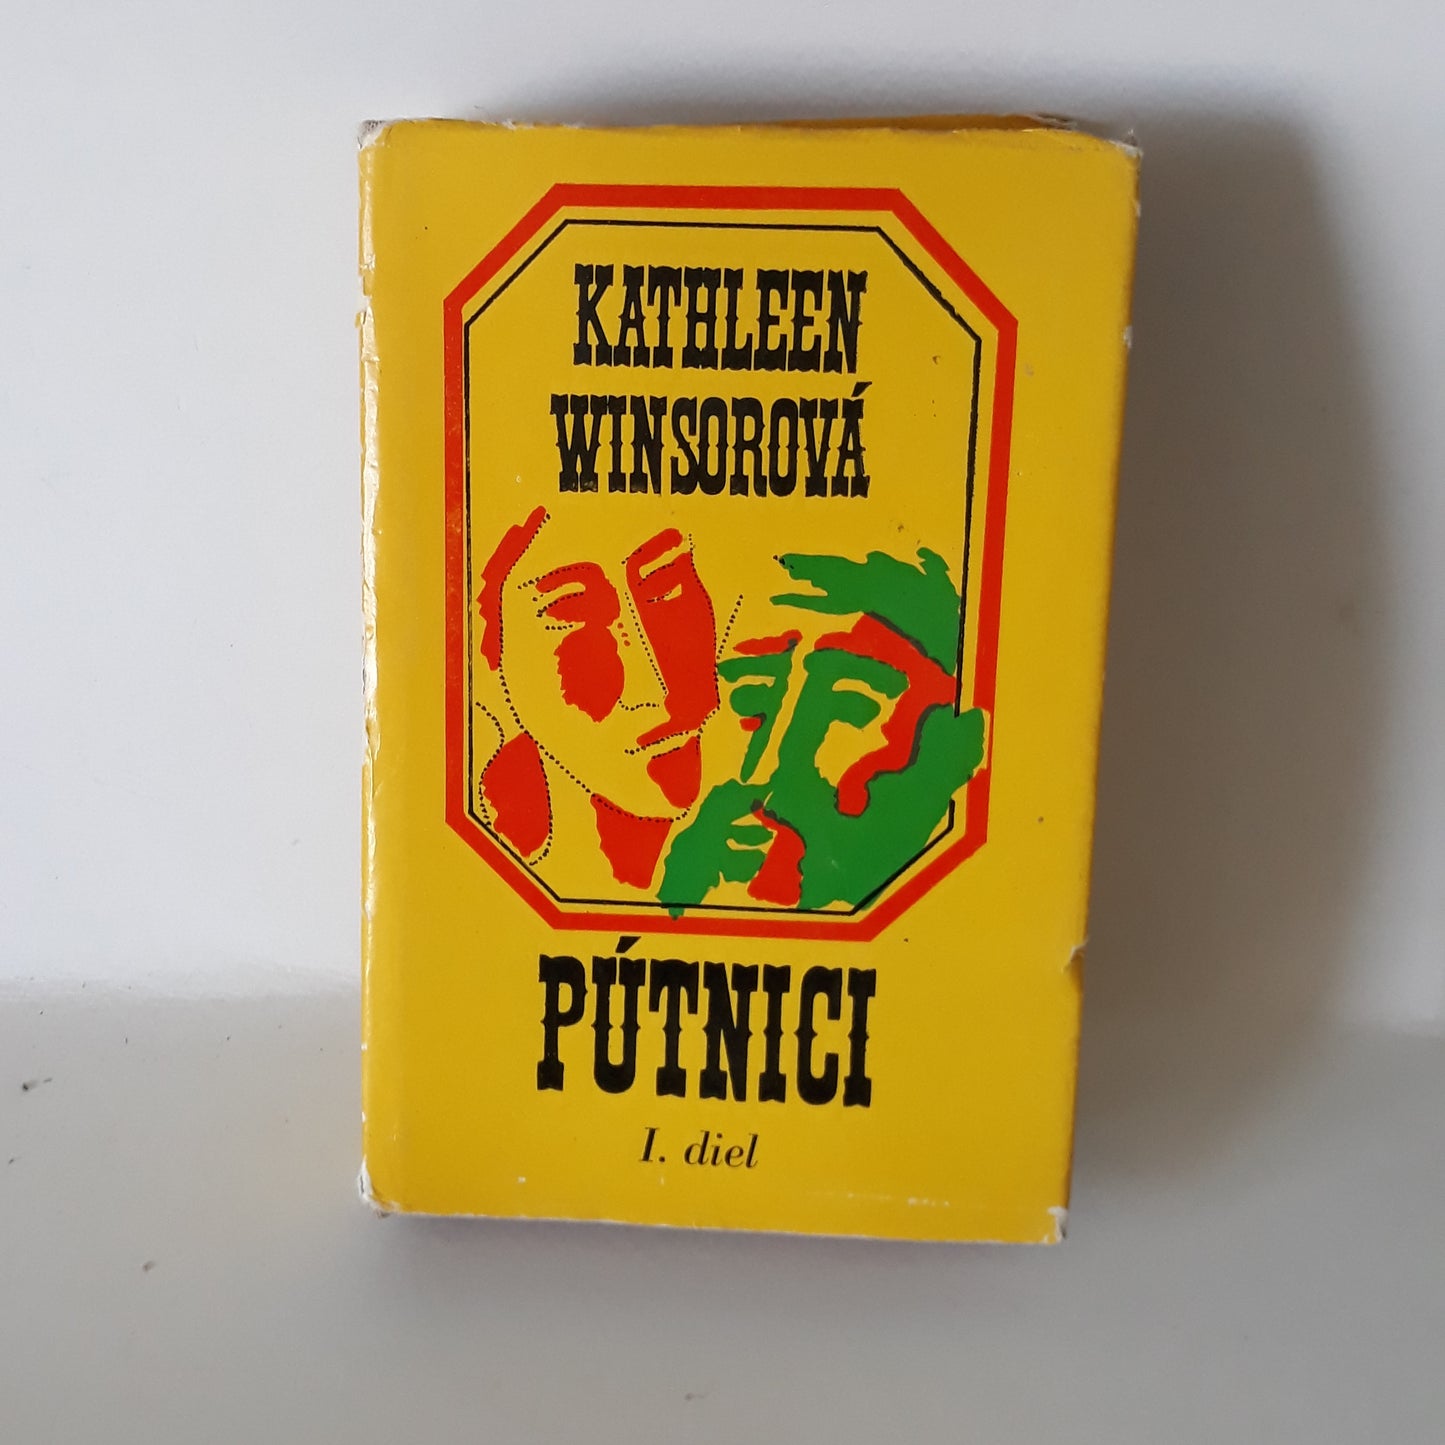 KATHLEEN
WINSOROVÁ
PÚTNICI
I. diel